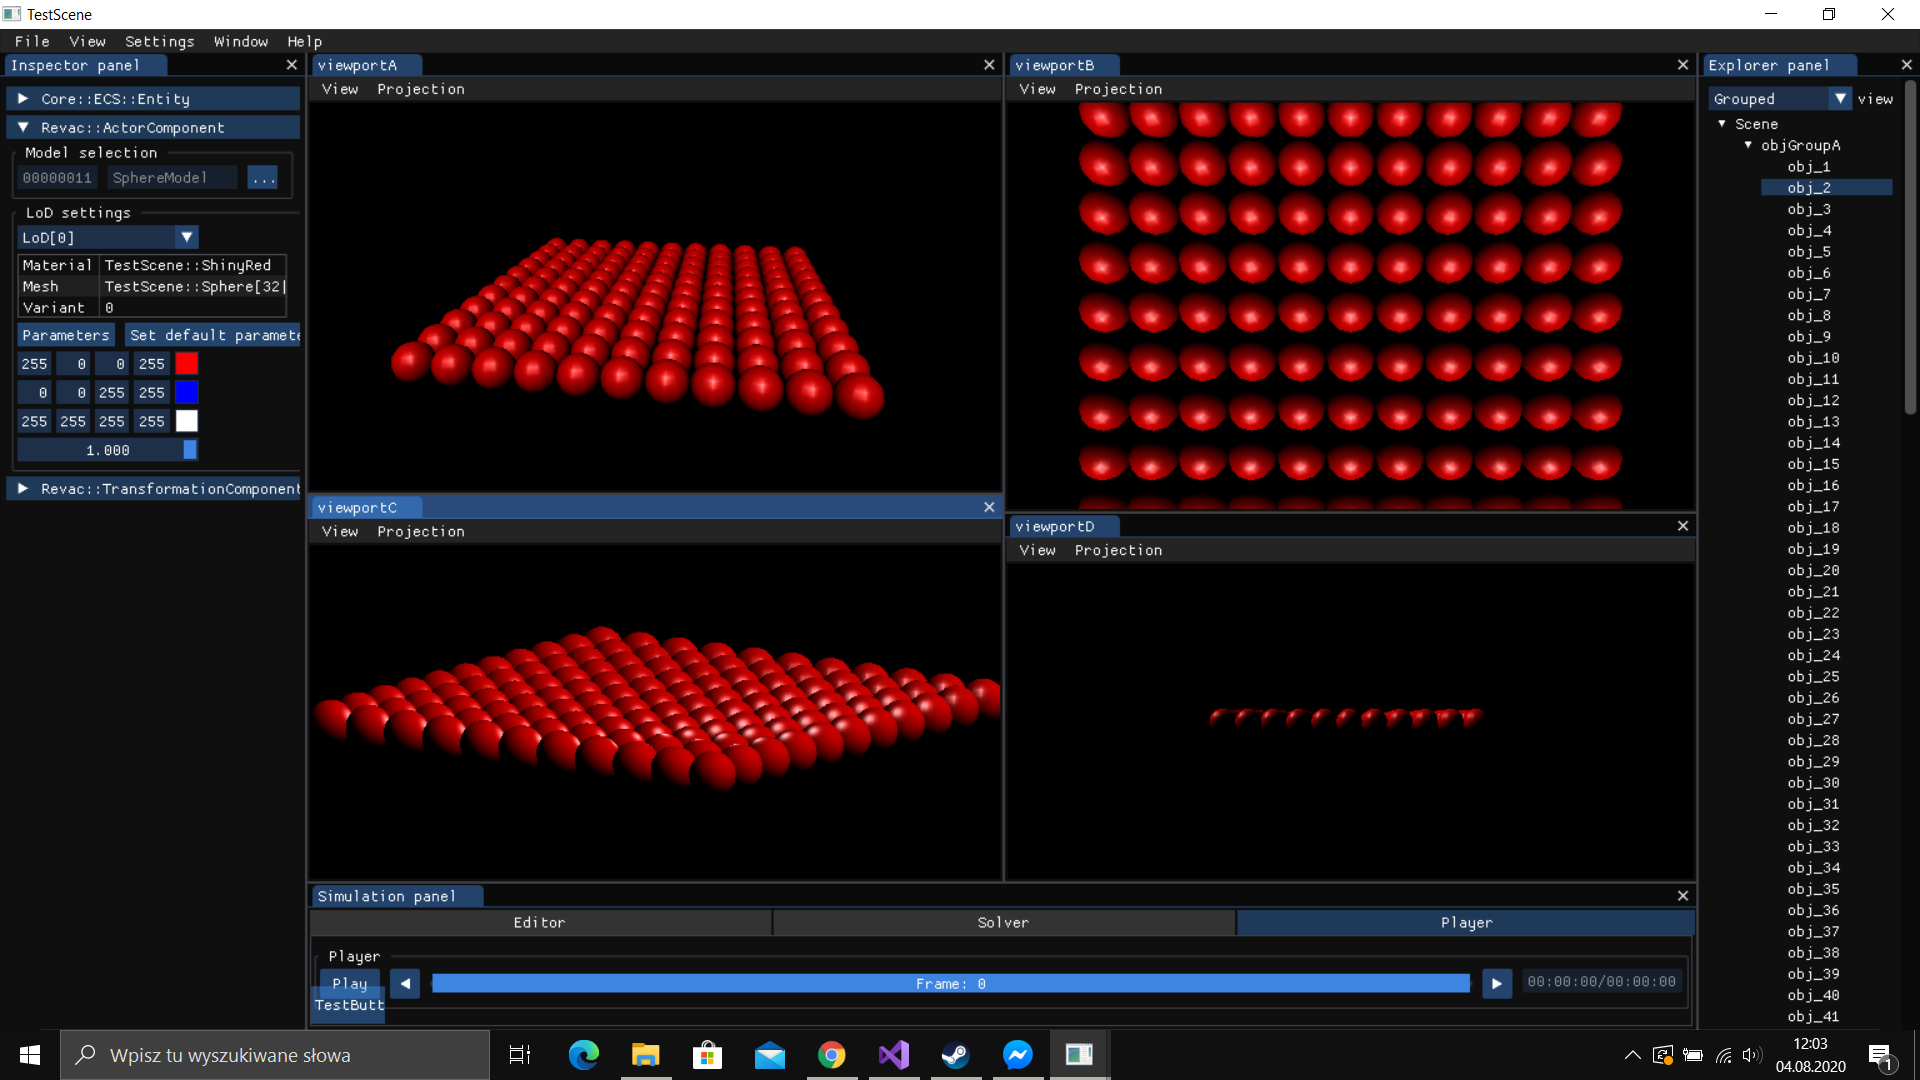 TestScene
File View Settings Window Help
Inspector panel
Core::ECS::Entity
Revac::ActorComponent
Model selection
00000011 SphereModel ...
LoD settings
LoD[0]
Material TestScene::ShinyRed
Mesh TestScene::Sphere[32|
Variant 0
Parameters Set default paramete
255 0 0 255
0 0 255 255
255 255 255 255
1.000
Revac::TransformationComponent
viewportA
View Projection
viewportB
View Projection
viewportC
View Projection
viewportD
View Projection
Simulation panel
Editor Solver Player
Player
Play Frame: 0 00:00:00/00:00:00
TestButt
Explorer panel
Grouped view
Scene
objGroupA
obj_1
obj_2
obj_3
obj_4
obj_5
obj_6
obj_7
obj_8
obj_9
obj_10
obj_11
obj_12
obj_13
obj_14
obj_15
obj_16
obj_17
obj_18
obj_19
obj_20
obj_21
obj_22
obj_23
obj_24
obj_25
obj_26
obj_27
obj_28
obj_29
obj_30
obj_31
obj_32
obj_33
obj_34
obj_35
obj_36
obj_37
obj_38
obj_39
obj_40
obj_41
Wpisz tu wyszukiwane słowa
12:03
04.08.2020
1